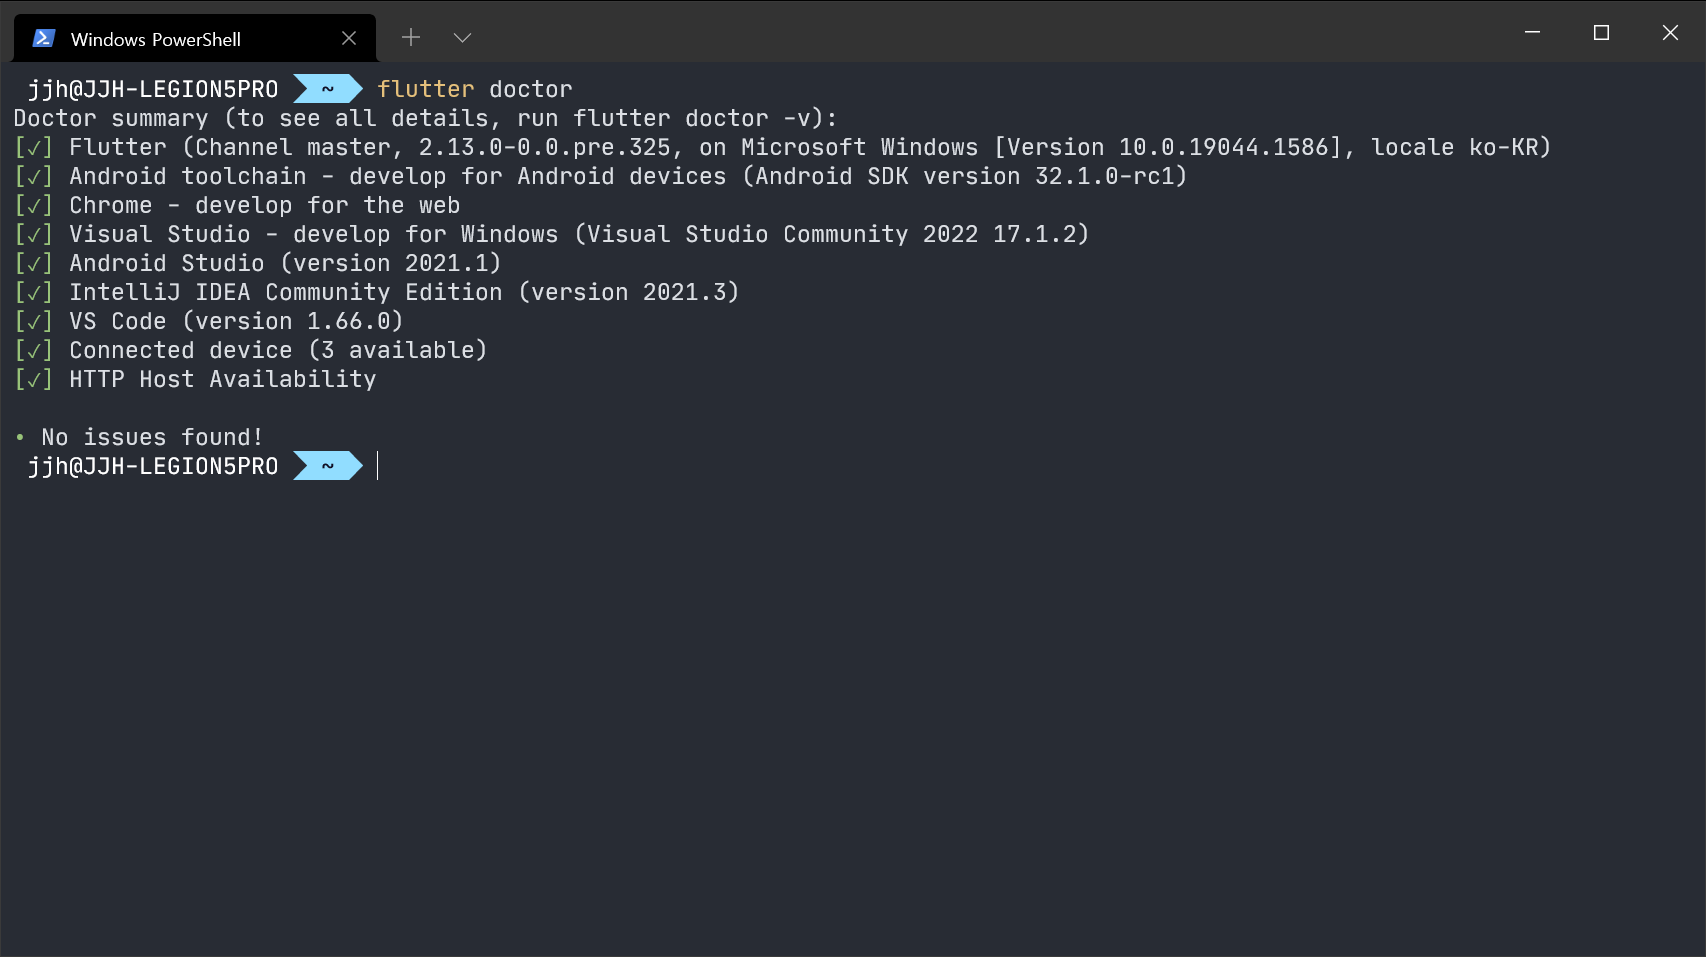 Windows PowerShell
jjh@JJH-LEGION5PRO ~ flutter doctor
Doctor summary (to see all details, run flutter doctor -v):
[✓] Flutter (Channel master, 2.13.0-0.0.pre.325, on Microsoft Windows [Version 10.0.19044.1586], locale ko-KR)
[✓] Android toolchain - develop for Android devices (Android SDK version 32.1.0-rc1)
[✓] Chrome - develop for the web
[✓] Visual Studio - develop for Windows (Visual Studio Community 2022 17.1.2)
[✓] Android Studio (version 2021.1)
[✓] IntelliJ IDEA Community Edition (version 2021.3)
[✓] VS Code (version 1.66.0)
[✓] Connected device (3 available)
[✓] HTTP Host Availability
• No issues found!
jjh@JJH-LEGION5PRO ~